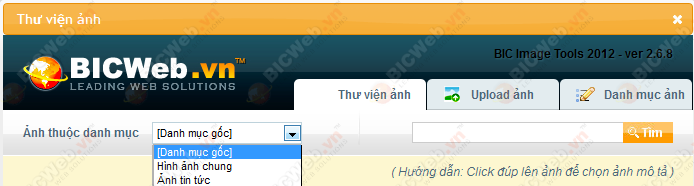 Thư viện ảnh
BIC Image Tools 2012 - ver 2.6.8
BICWeb.vn™
LEADING WEB SOLUTIONS
Thư viện ảnh
Upload ảnh
Danh mục ảnh
Ảnh thuộc danh mục
[Danh mục gốc]
Tìm
[Danh mục gốc]
Hình ảnh chung
Ảnh tin tức
( Hướng dẫn: Click đúp lên ảnh để chọn ảnh mô tả )